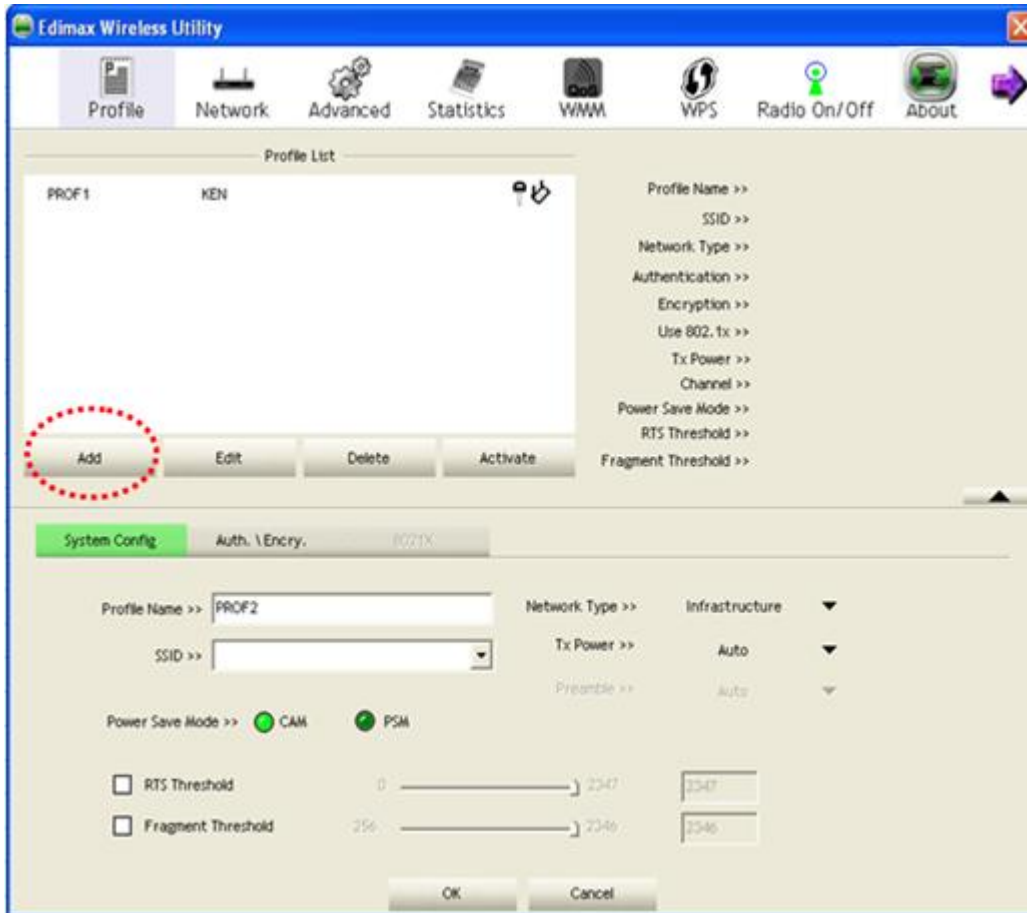 Edimax Wireless Utility
Profile
Network
Advanced
Statistics
QoS
WMM
WPS
Radio On/Off
About
Profile List
PROF1 KEN
Profile Name >>
SSID >>
Network Type >>
Authentication >>
Encryption >>
Use 802.1x >>
Tx Power >>
Channel >>
Power Save Mode >>
RTS Threshold >>
Fragment Threshold >>
Add Edit Delete Activate
System Config Auth. \ Encry. 8021X
Profile Name >> PROF2 Network Type >> Infrastructure
SSID >> Tx Power >> Auto
Preamble >> Auto
Power Save Mode >> CAM PSM
RTS Threshold 0 2347 2347
Fragment Threshold 256 2346 2346
OK Cancel